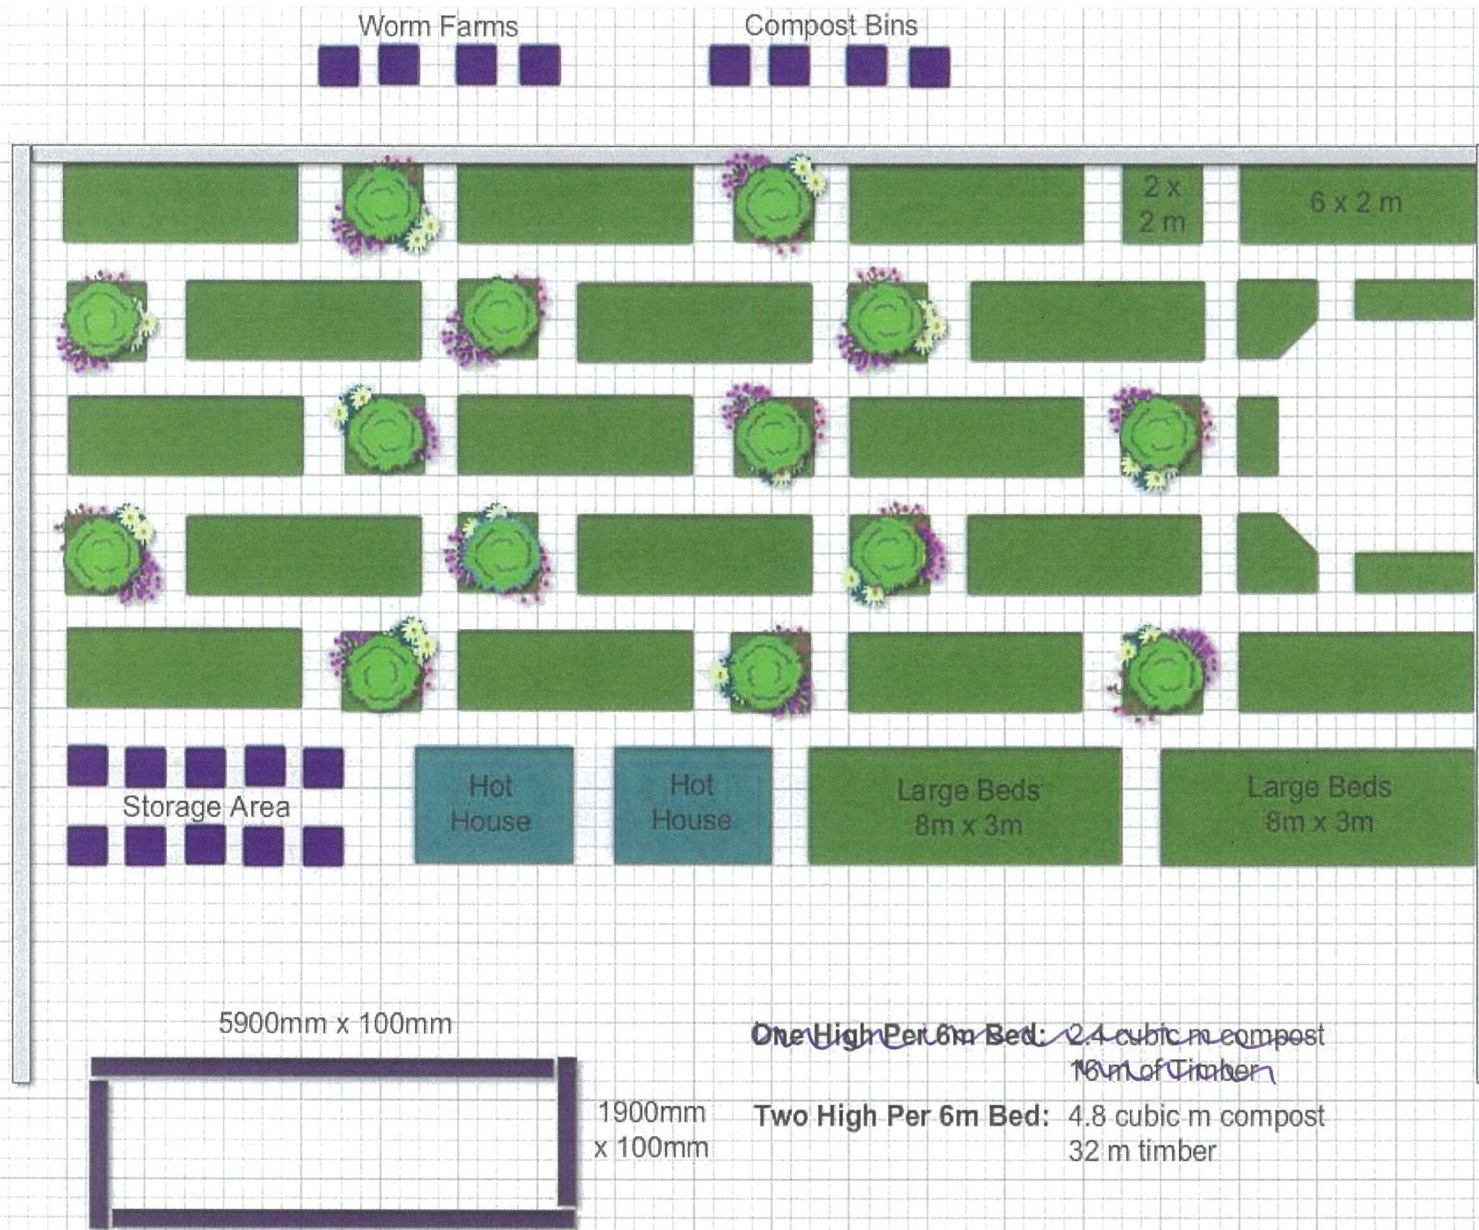 Worm Farms
Compost Bins
2 x
2 m
6 x 2 m
Storage Area
Hot
House
Hot
House
Large Beds
8m x 3m
Large Beds
8m x 3m
5900mm x 100mm
1900mm
x 100mm
One High Per 6m Bed: 2.4 cubic m compost
16 m of Timber
Two High Per 6m Bed: 4.8 cubic m compost
32 m timber